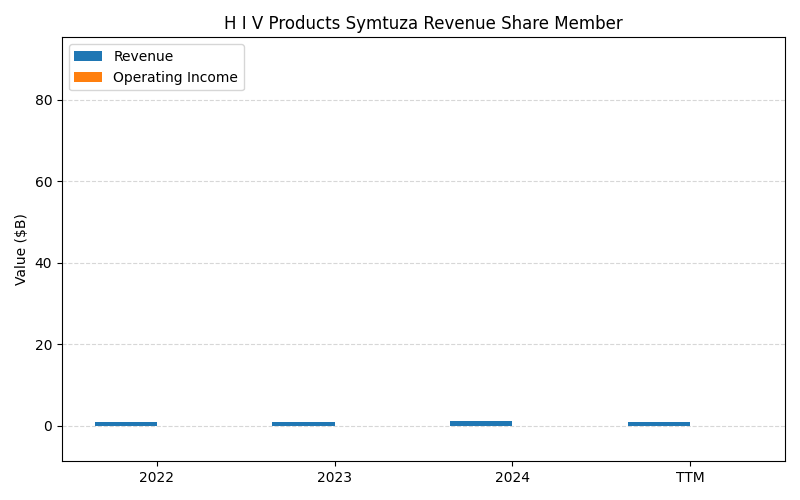 H I V Products Symtuza Revenue Share Member
Revenue
Operating Income
Value ($B)
80
60
40
20
0
2022
2023
2024
TTM